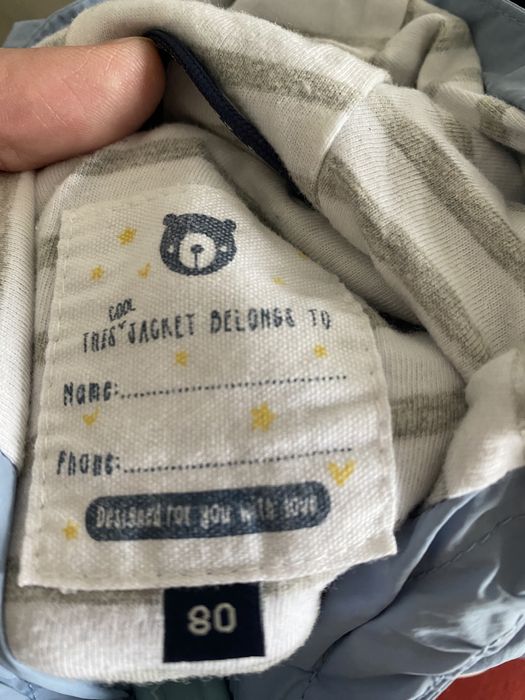 COOL
THIS JACKET BELONGS TO
Name:
Phone:
Designed for you with love
80